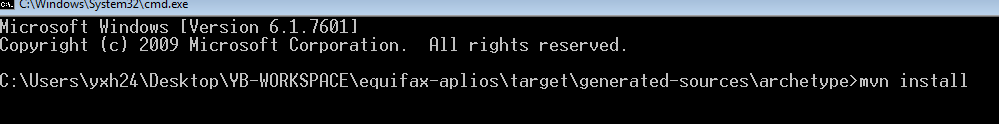 C:\Windows\System32\cmd.exe
Microsoft Windows [Version 6.1.7601]
Copyright (c) 2009 Microsoft Corporation.  All rights reserved.
C:\Users\yxh24\Desktop\YB-WORKSPACE\equifax-aplios\target\generated-sources\archetype>mvn install